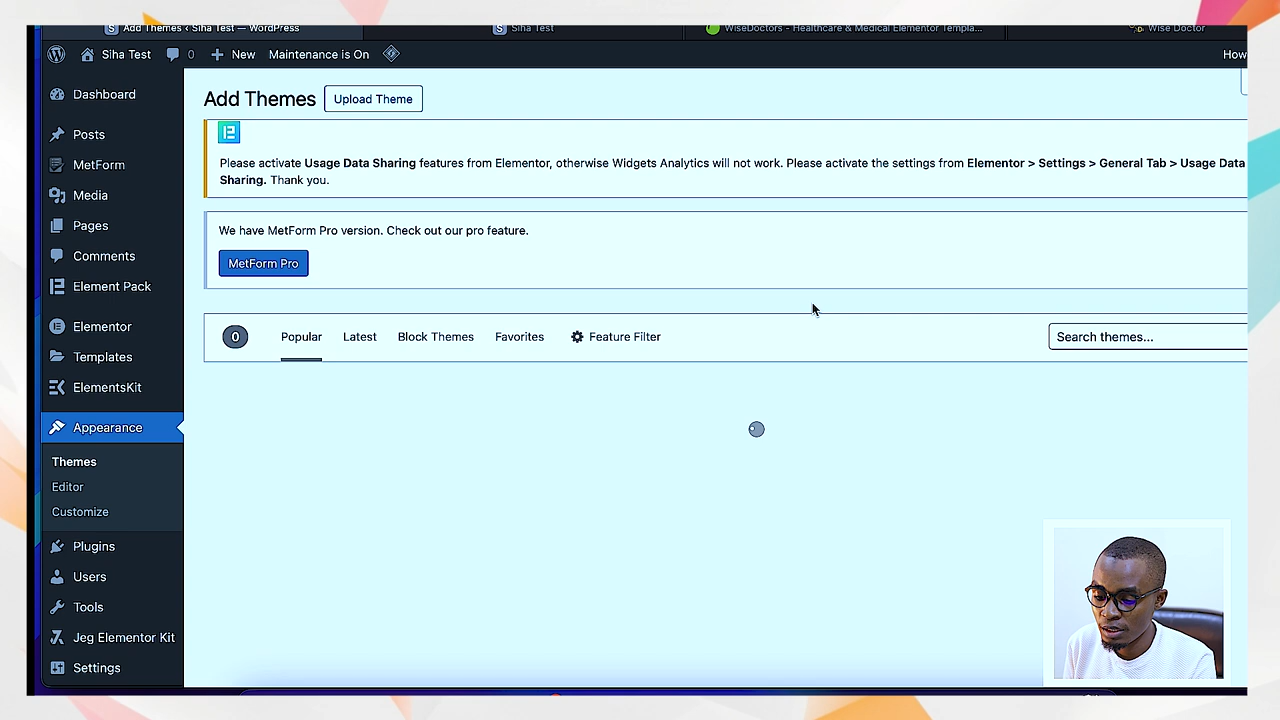 Add Themes ‹ Siha Test — WordPress
Siha Test
WiseDoctors - Healthcare & Medical Elementor Templa...
Wise Doctor
Siha Test
0
New
Maintenance is On
How
Dashboard
Posts
MetForm
Media
Pages
Comments
Element Pack
Elementor
Templates
ElementsKit
Appearance
Themes
Editor
Customize
Plugins
Users
Tools
Jeg Elementor Kit
Settings
Add Themes
Upload Theme
Please activate Usage Data Sharing features from Elementor, otherwise Widgets Analytics will not work. Please activate the settings from Elementor > Settings > General Tab > Usage Data
Sharing. Thank you.
We have MetForm Pro version. Check out our pro feature.
MetForm Pro
0
Popular
Latest
Block Themes
Favorites
Feature Filter
Search themes...